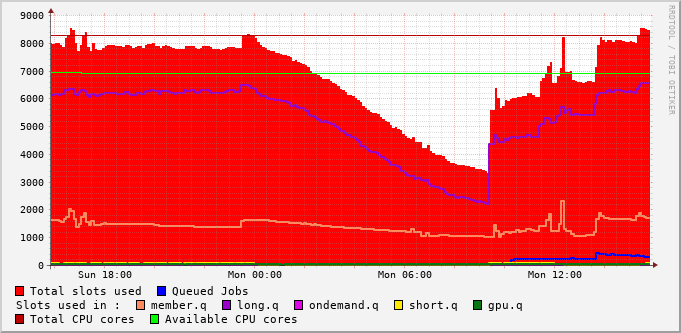 9000
8000
7000
6000
5000
4000
3000
2000
1000
0
Sun 18:00 Mon 00:00 Mon 06:00 Mon 12:00
RRDTOOL / TOBI OETIKER
Total slots used Queued Jobs
Slots used in : member.q long.q ondemand.q short.q gpu.q
Total CPU cores Available CPU cores